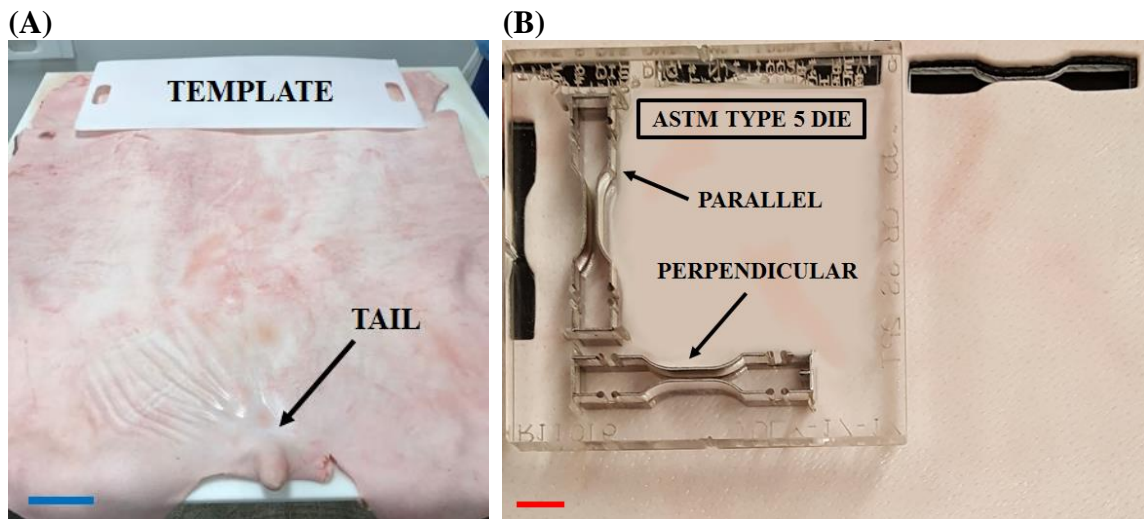 (A)
(B)
TEMPLATE
TAIL
ASTM TYPE 5 DIE
PARALLEL
PERPENDICULAR